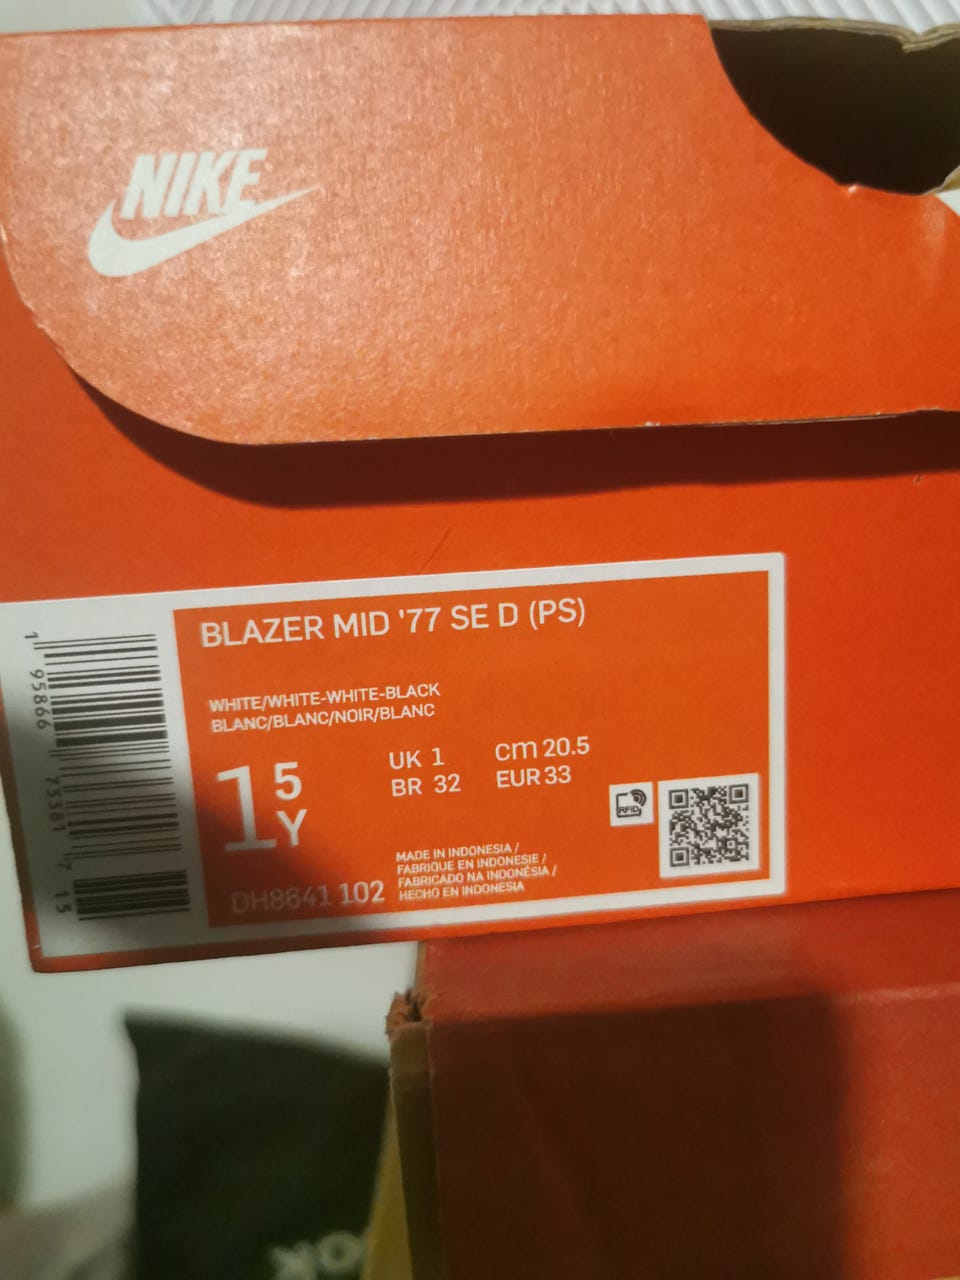 NIKE
BLAZER MID '77 SE D (PS)
WHITE/WHITE-WHITE-BLACK
BLANC/BLANC/NOIR/BLANC
1 5 Y
UK 1 cm 20.5
BR 32 EUR 33
RFID
MADE IN INDONESIA /
FABRIQUE EN INDONESIE /
FABRICADO NA INDONÉSIA /
HECHO EN INDONESIA
DH8641 102
1 95866 73381 7 15
OK